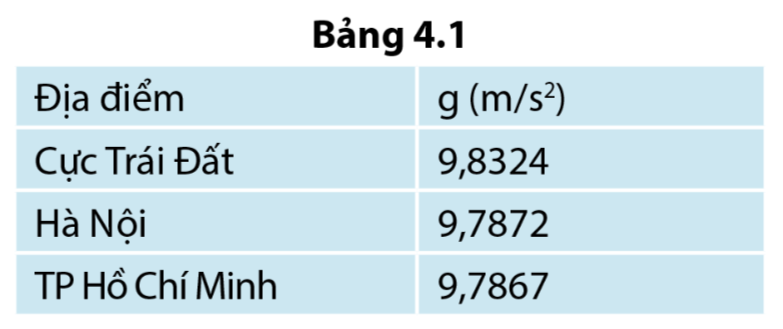 Bảng 4.1
Địa điểm g (m/s²)
Cực Trái Đất 9,8324
Hà Nội 9,7872
TP Hồ Chí Minh 9,7867